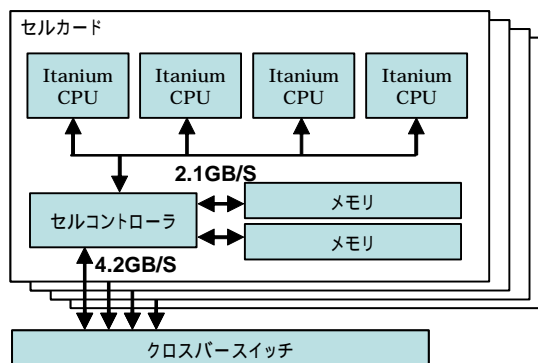 セルカード
Itanium
CPU
Itanium
CPU
Itanium
CPU
Itanium
CPU
2.1GB/S
セルコントローラ
メモリ
メモリ
4.2GB/S
クロスバースイッチ